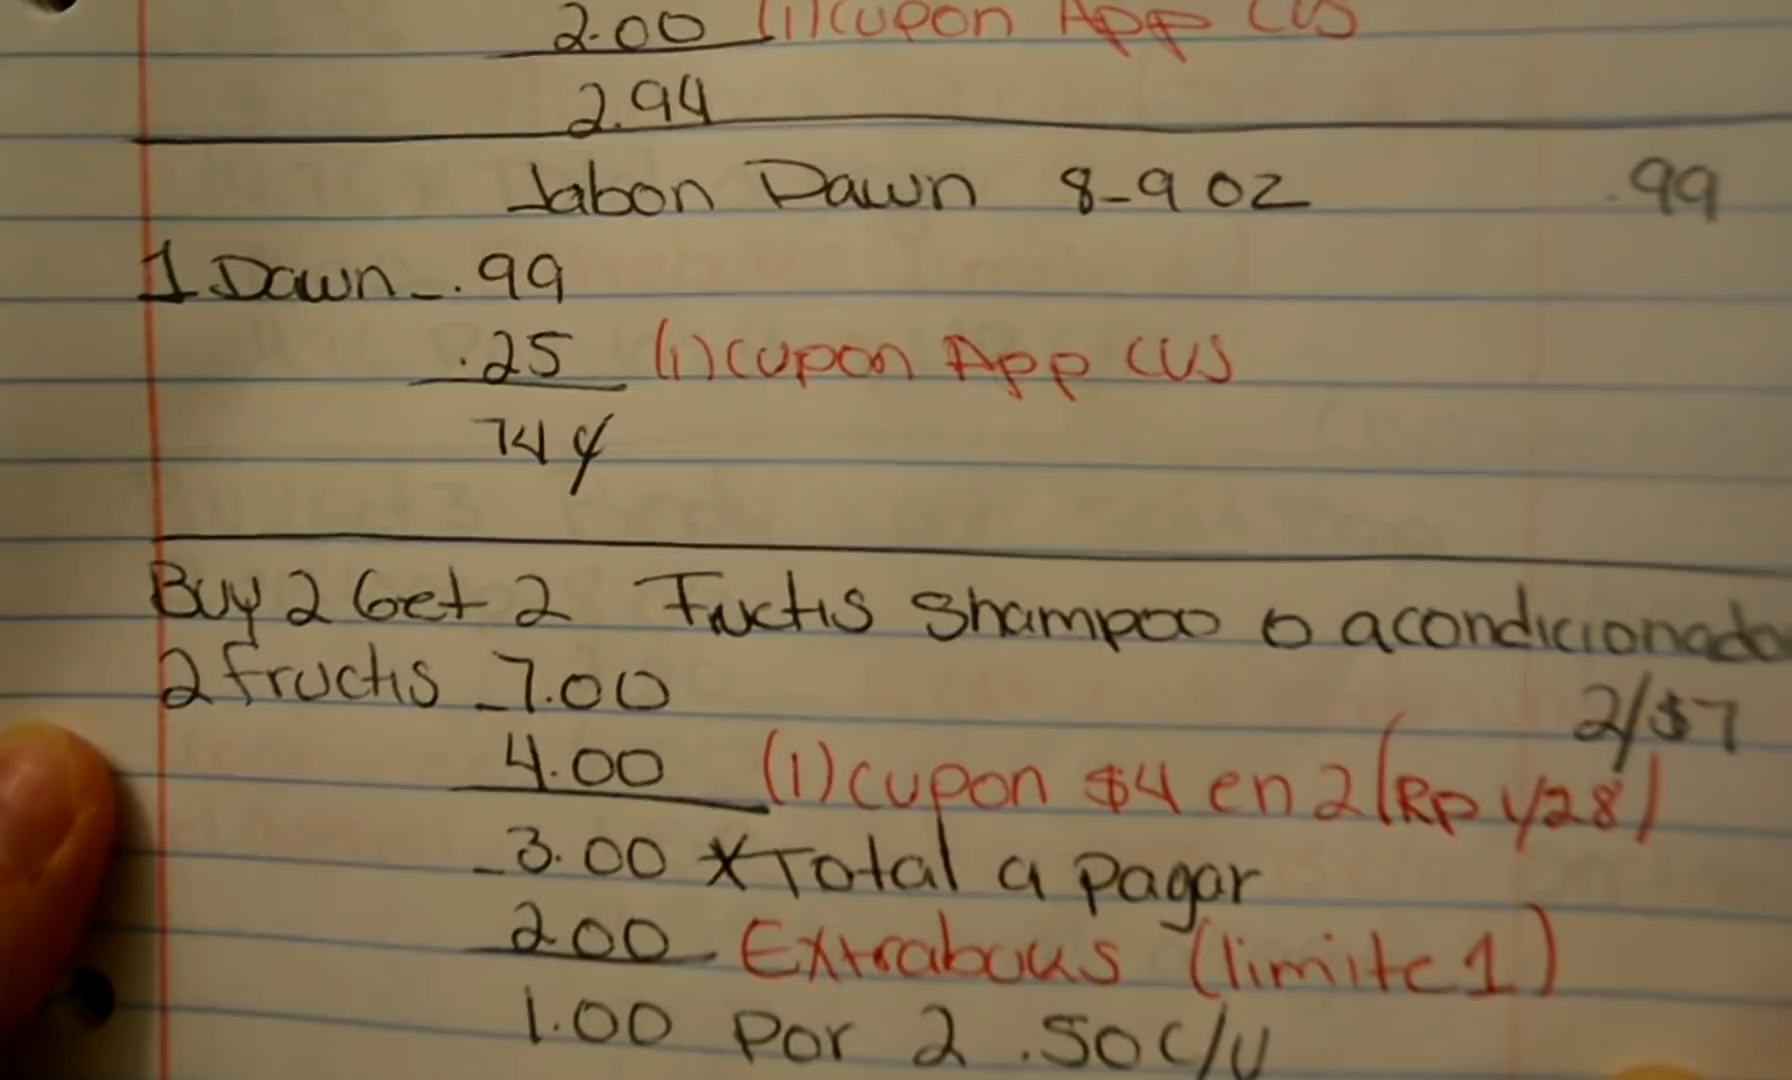 2.00 (1) Cupon App CVS
2.94
Jabon Dawn 8-9 oz .99
1 Dawn - .99
.25 (1) Cupon App CVS
74¢
Buy 2 Get 2 Fructis Shampoo o acondicionado
2 fructis - 7.00 2/$7
4.00 (1) cupon $4 en 2 (RP 1/28)
- 3.00 *Total a pagar
2.00 Extrabucks (limite 1)
1.00 Por 2 .50 c/u